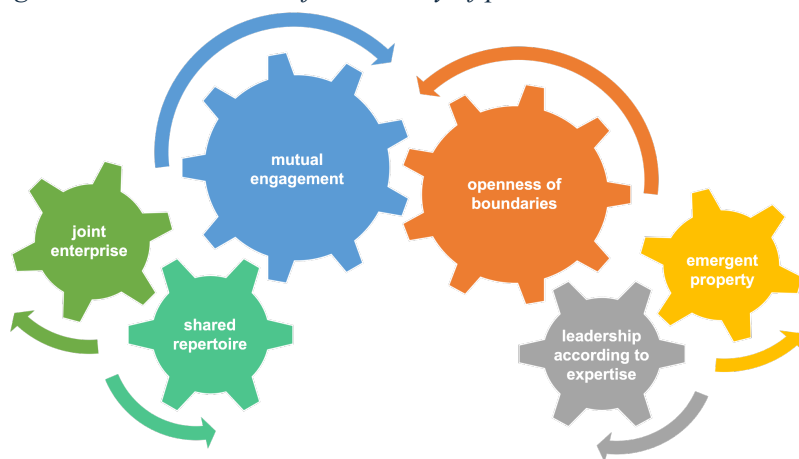 mutual
engagement
openness of
boundaries
joint
enterprise
emergent
property
shared
repertoire
leadership
according to
expertise